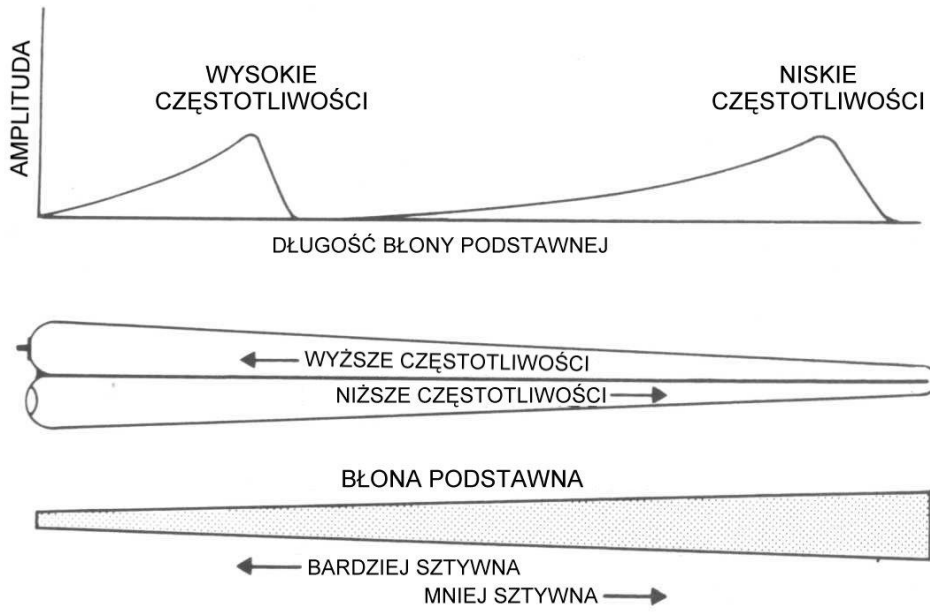 AMPLITUDA
WYSOKIE
CZĘSTOTLIWOŚCI
NISKIE
CZĘSTOTLIWOŚCI
DŁUGOŚĆ BŁONY PODSTAWNEJ
WYŻSZE CZĘSTOTLIWOŚCI
NIŻSZE CZĘSTOTLIWOŚCI
BŁONA PODSTAWNA
BARDZIEJ SZTYWNA
MNIEJ SZTYWNA